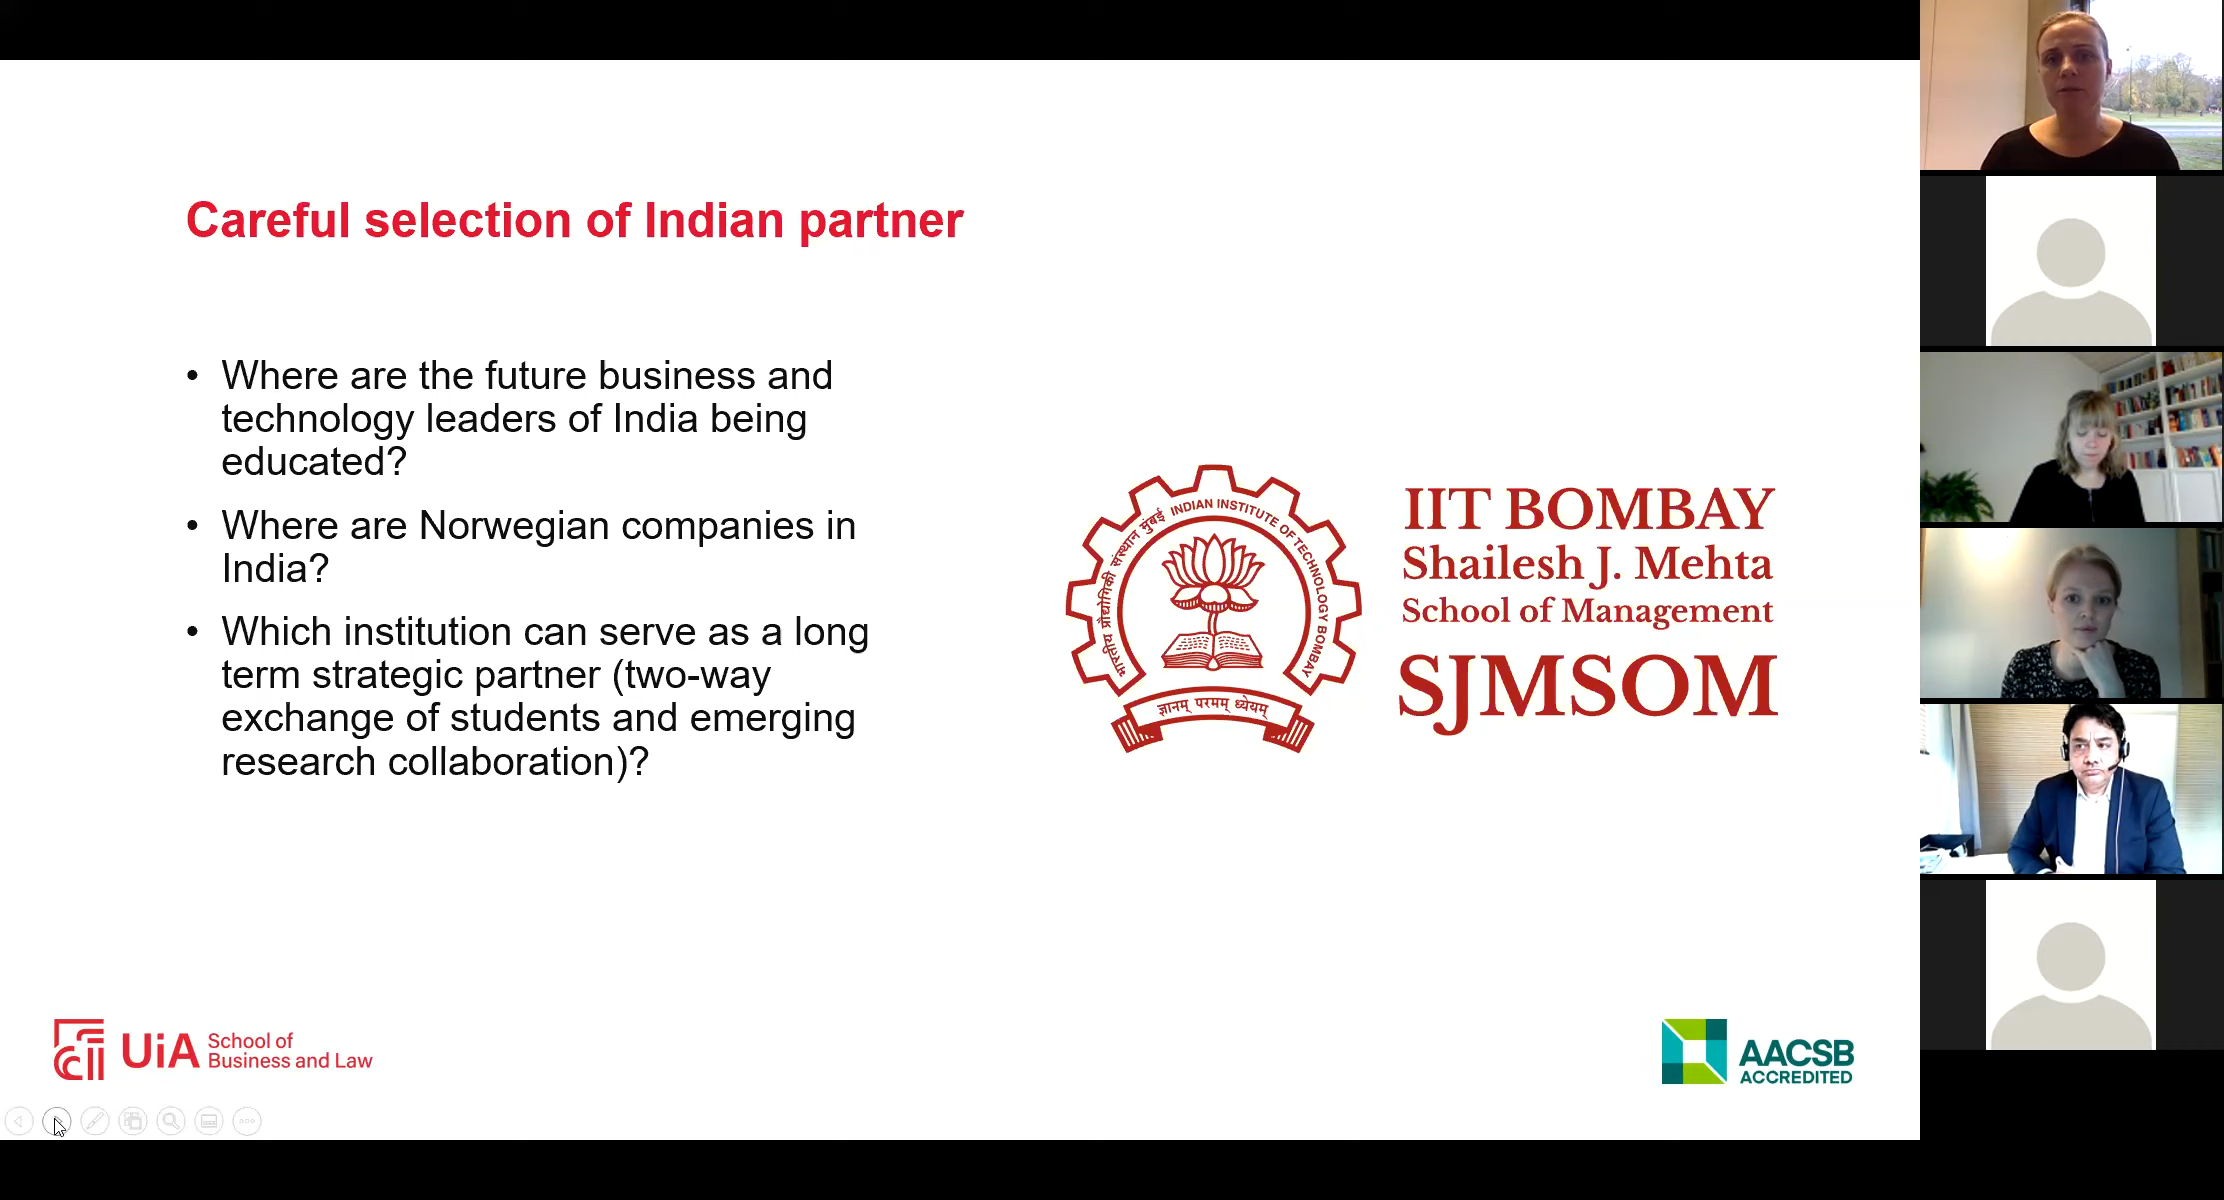 Careful selection of Indian partner
• Where are the future business and
technology leaders of India being
educated?
• Where are Norwegian companies in
India?
• Which institution can serve as a long
term strategic partner (two-way
exchange of students and emerging
research collaboration)?
भारतीय प्रौद्योगिकी संस्थान मुंबई INDIAN INSTITUTE OF TECHNOLOGY BOMBAY
ज्ञानम् परमम् ध्येयम्
IIT BOMBAY
Shailesh J. Mehta
School of Management
SJMSOM
UiA School of
Business and Law
AACSB
ACCREDITED